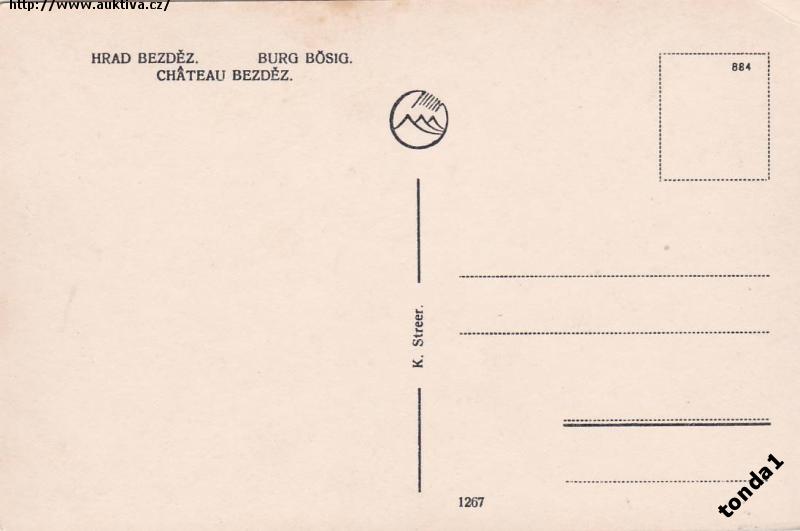 http://www.auktiva.cz/
HRAD BEZDĚZ. BURG BÖSIG.
CHÂTEAU BEZDĚZ.
884
K. Streer.
1267
tonda1